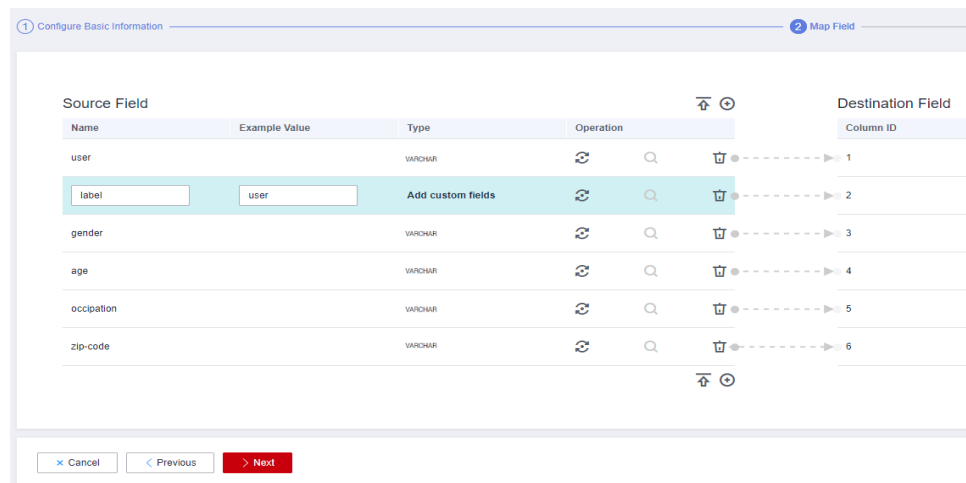 1 Configure Basic Information 2 Map Field
Source Field Destination Field
Name Example Value Type Operation Column ID
user VARCHAR 1
label user Add custom fields 2
gender VARCHAR 3
age VARCHAR 4
occipation VARCHAR 5
zip-code VARCHAR 6
× Cancel < Previous > Next